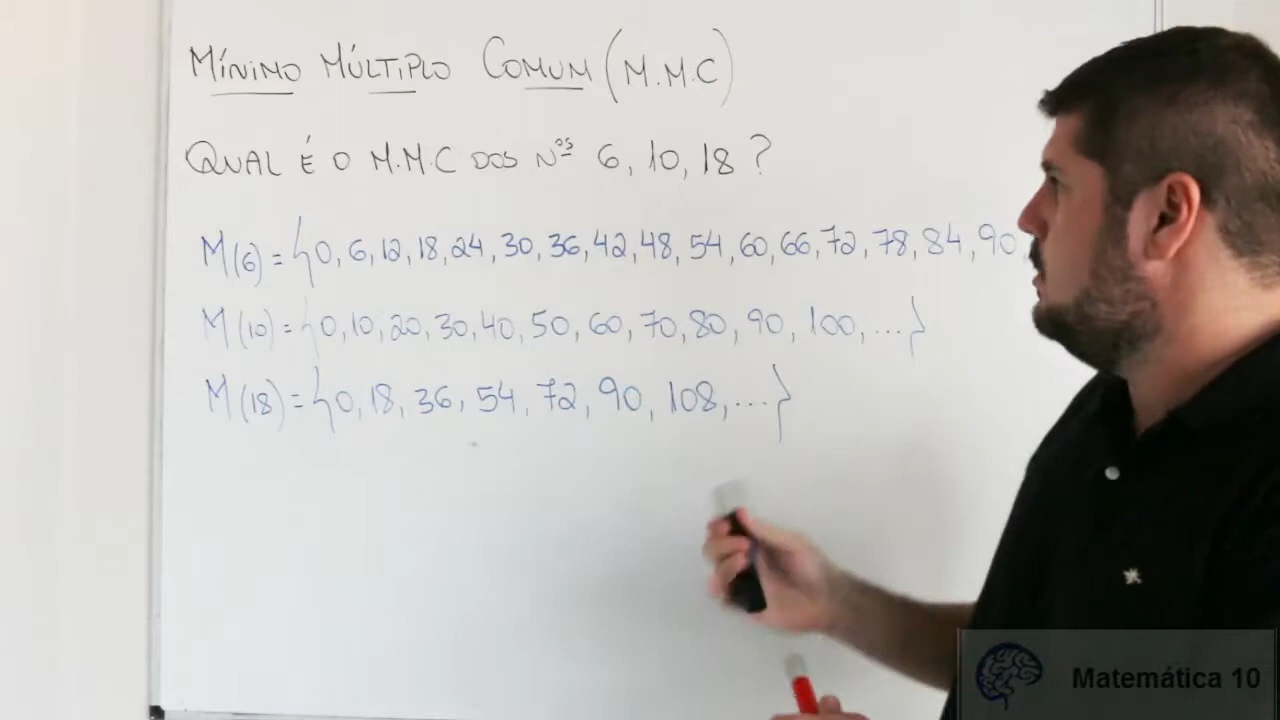 MÍNIMO MÚLTIPLO COMUM (M.M.C)
QUAL É O M.M.C DOS Nºs 6, 10, 18 ?
M(6) = {0, 6, 12, 18, 24, 30, 36, 42, 48, 54, 60, 66, 72, 78, 84, 90,
M(10) = {0, 10, 20, 30, 40, 50, 60, 70, 80, 90, 100, ...}
M(18) = {0, 18, 36, 54, 72, 90, 108, ...}
Matemática 10